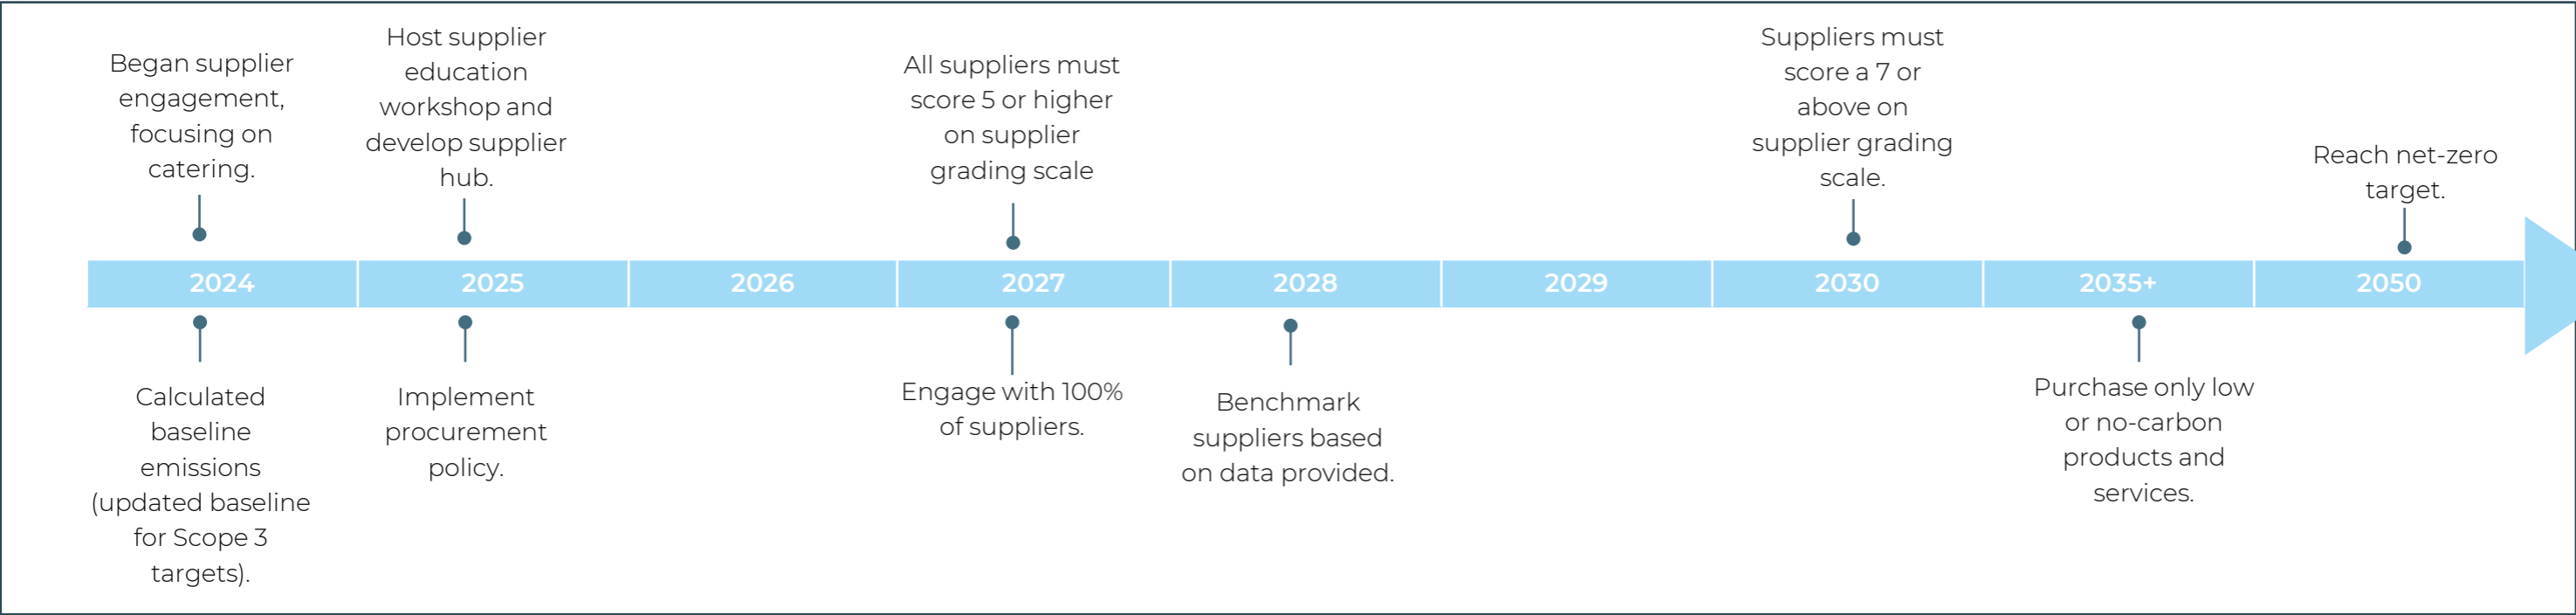 Began supplier
engagement,
focusing on
catering.
Host supplier
education
workshop and
develop supplier
hub.
All suppliers must
score 5 or higher
on supplier
grading scale
Suppliers must
score a 7 or
above on
supplier grading
scale.
Reach net-zero
target.
2024
2025
2026
2027
2028
2029
2030
2035+
2050
Calculated
baseline
emissions
(updated baseline
for Scope 3
targets).
Implement
procurement
policy.
Engage with 100%
of suppliers.
Benchmark
suppliers based
on data provided.
Purchase only low
or no-carbon
products and
services.